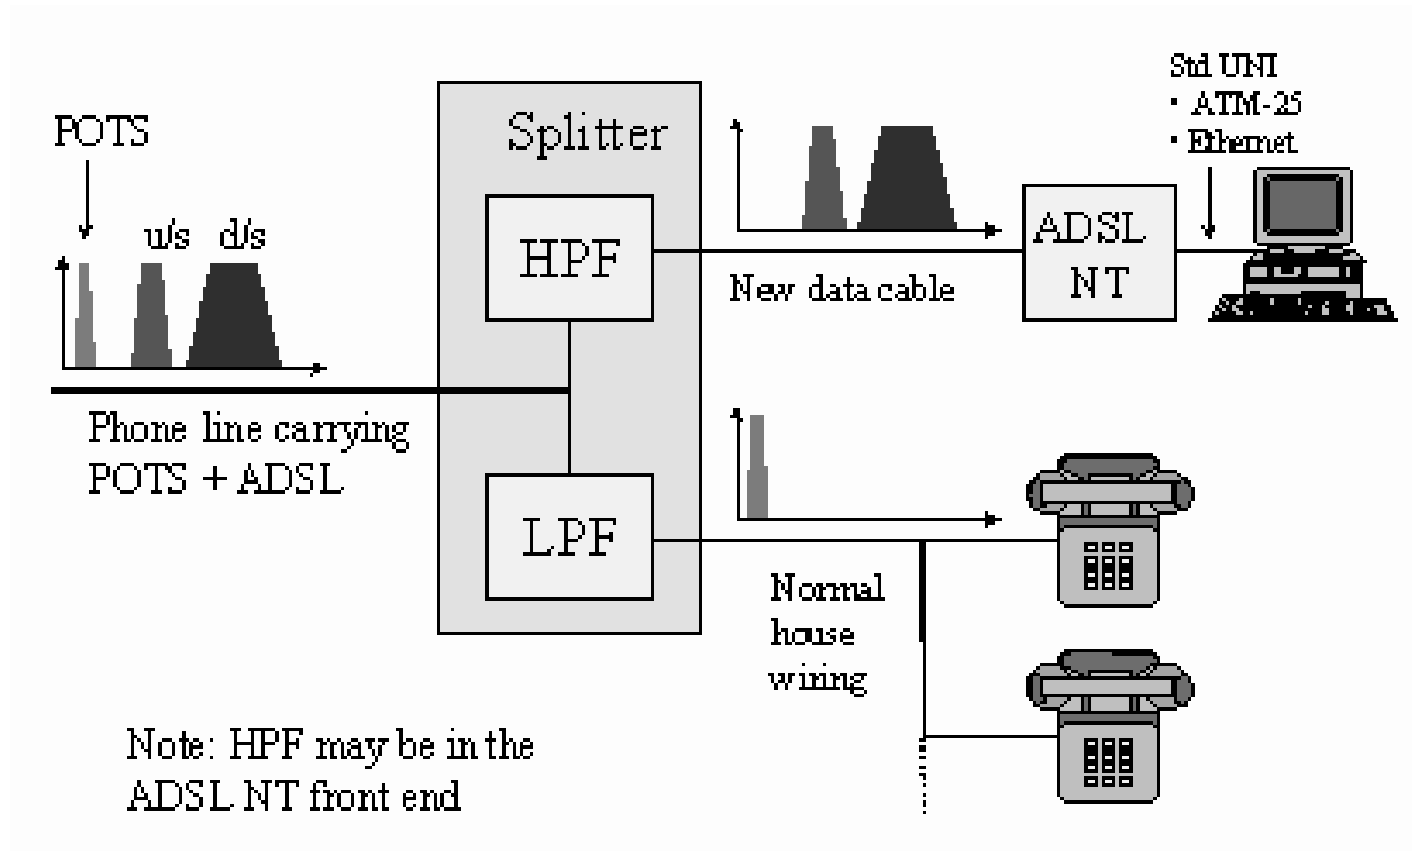 Std UNI
• ATM-25
• Ethernet
POTS
Splitter
u/s d/s
HPF
ADSL
NT
New data cable
Phone line carrying
POTS + ADSL
LPF
Normal
house
wiring
Note: HPF may be in the
ADSL NT front end